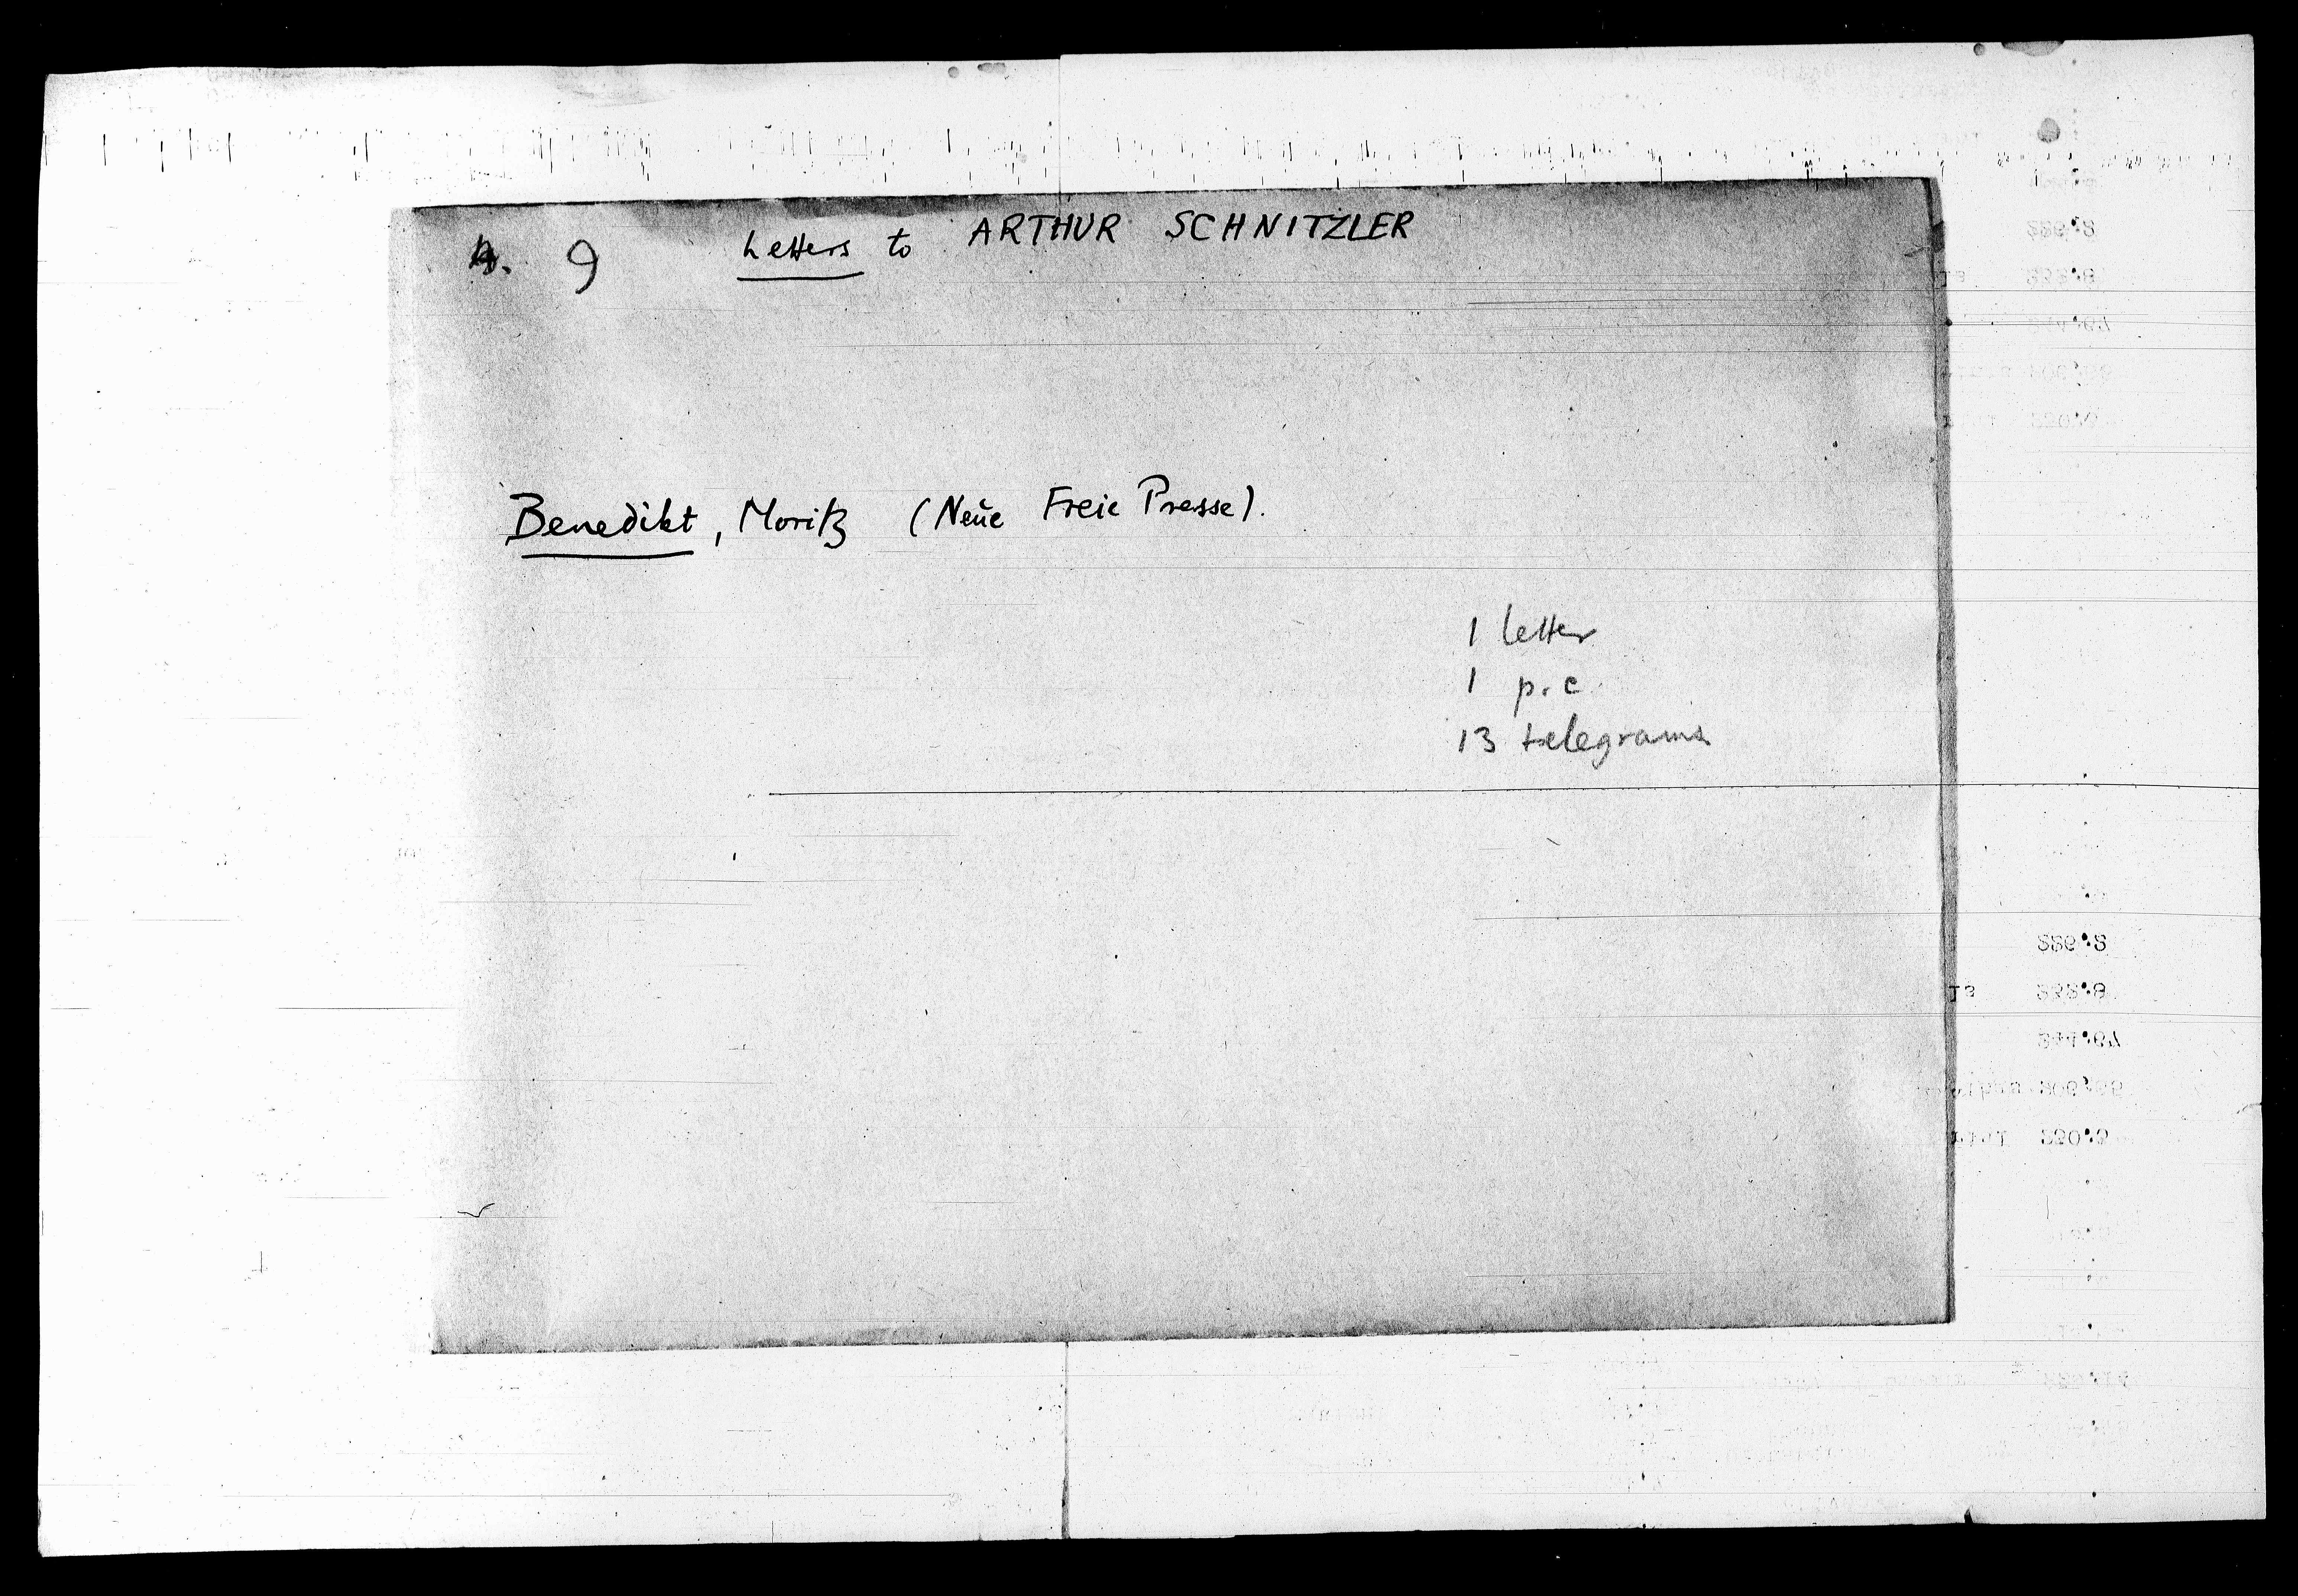 A. 9 Letters to ARTHUR SCHNITZLER
Benedikt, Moritz (Neue Freie Presse).
1 letter
1 p.c.
13 telegrams